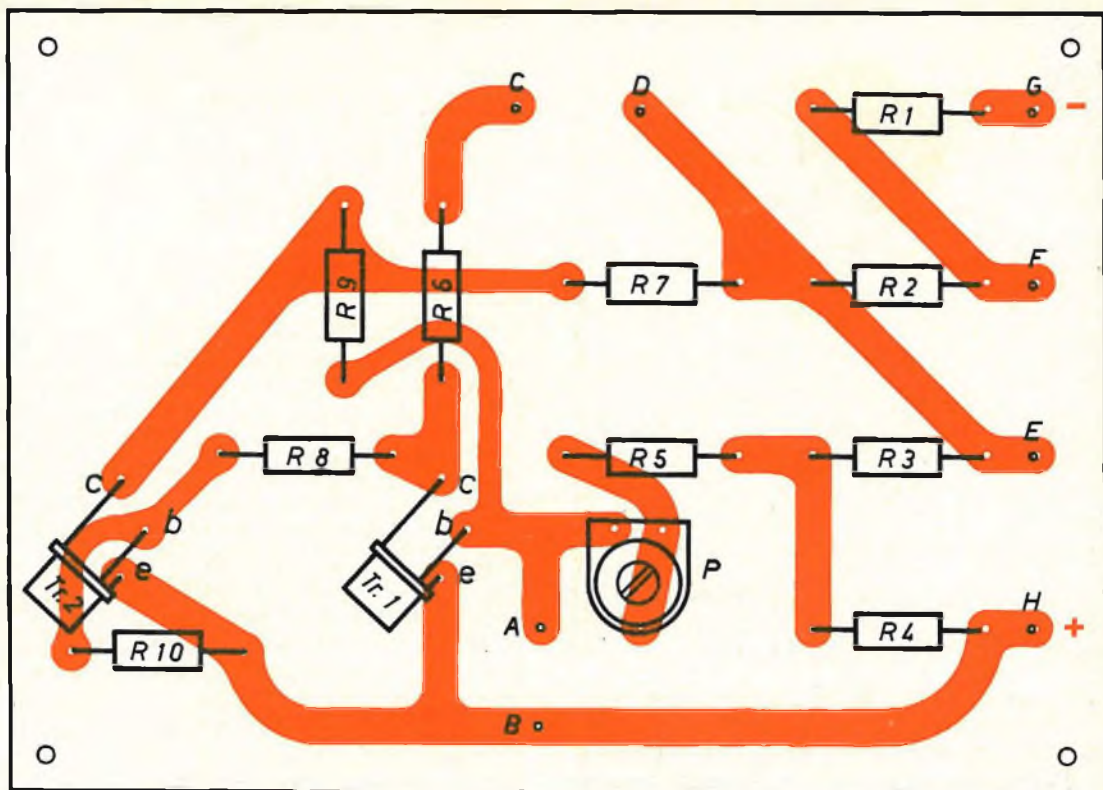 C D G
R1 -
F
R9 R6 R7 R2
E
R8 R5 R3
c c
b b
e e P
Tr.2 Tr.1
H
A R4 +
R10
B